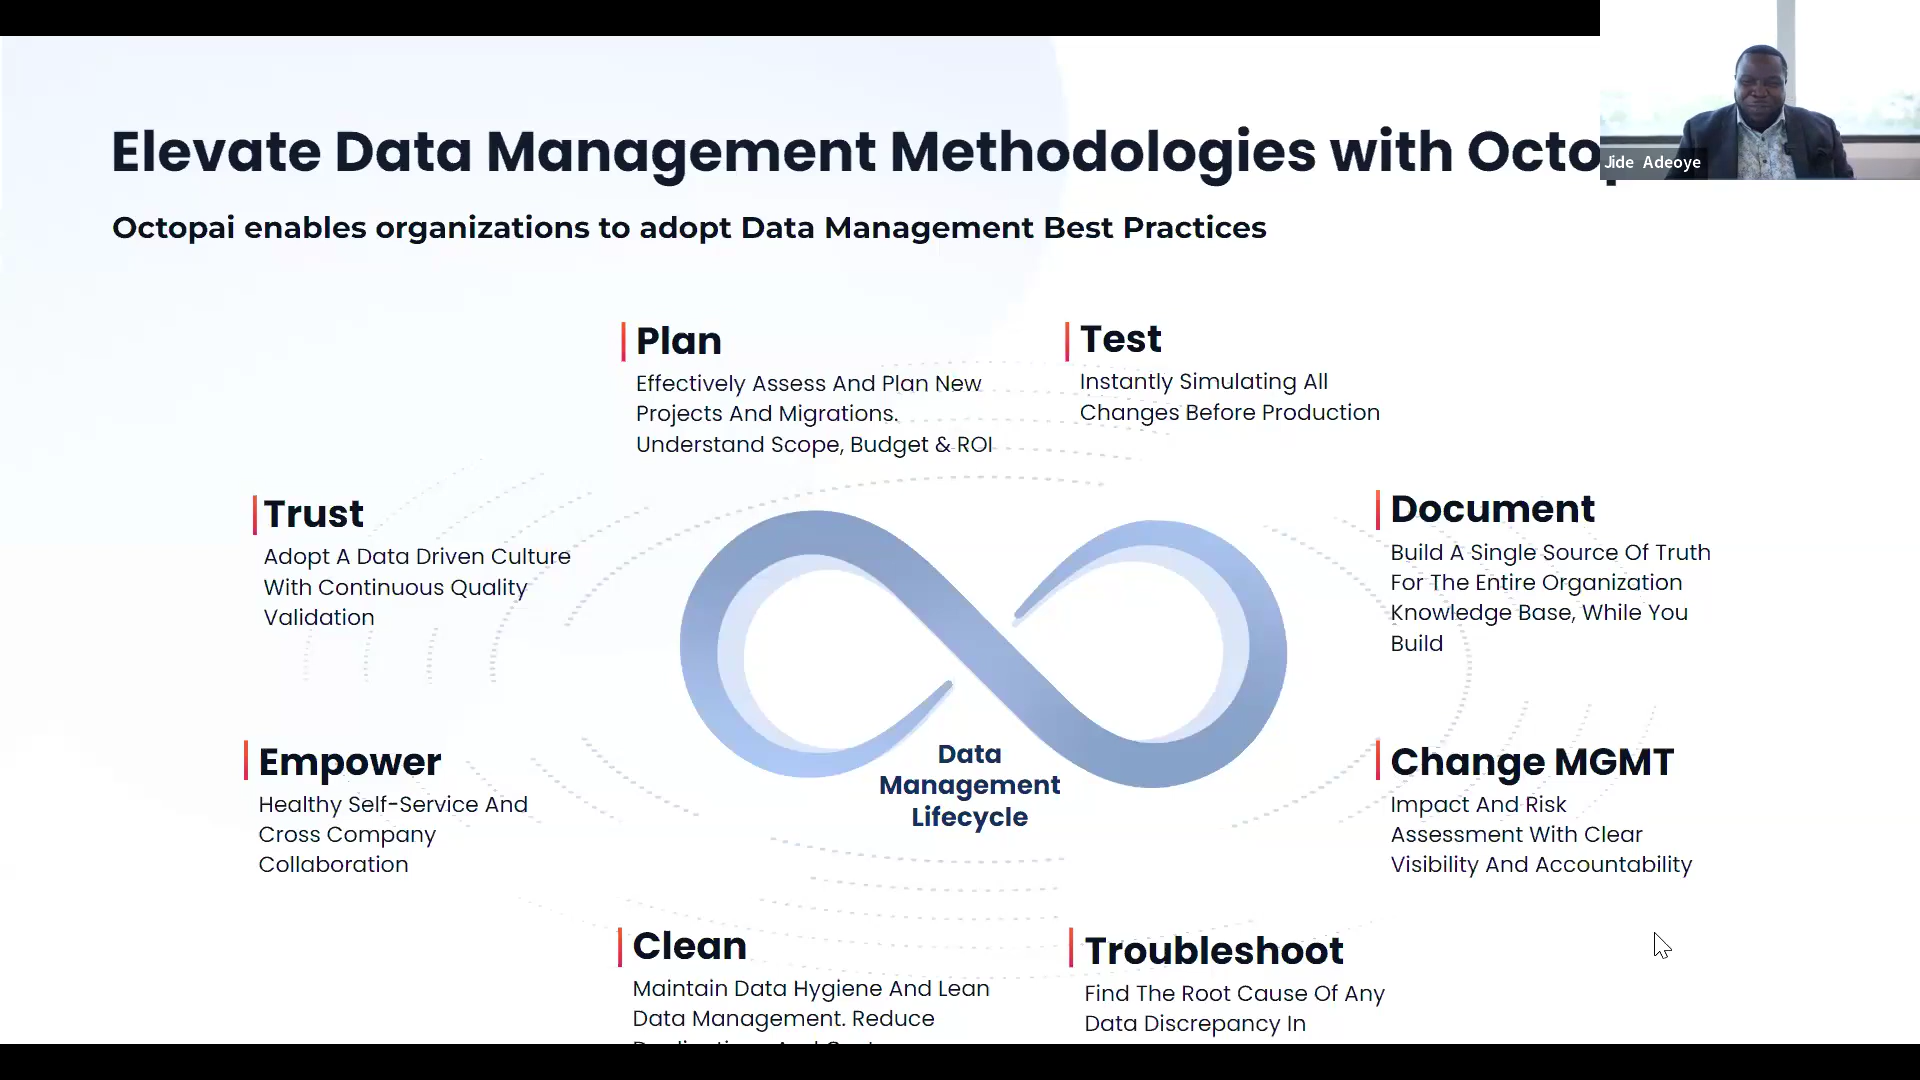 Elevate Data Management Methodologies with Octo
Jide Adeoye
Octopai enables organizations to adopt Data Management Best Practices
Plan
Effectively Assess And Plan New
Projects And Migrations.
Understand Scope, Budget & ROI
Test
Instantly Simulating All
Changes Before Production
Trust
Adopt A Data Driven Culture
With Continuous Quality
Validation
Document
Build A Single Source Of Truth
For The Entire Organization
Knowledge Base, While You
Build
Empower
Healthy Self-Service And
Cross Company
Collaboration
Data
Management
Lifecycle
Change MGMT
Impact And Risk
Assessment With Clear
Visibility And Accountability
Clean
Maintain Data Hygiene And Lean
Data Management. Reduce
Troubleshoot
Find The Root Cause Of Any
Data Discrepancy In